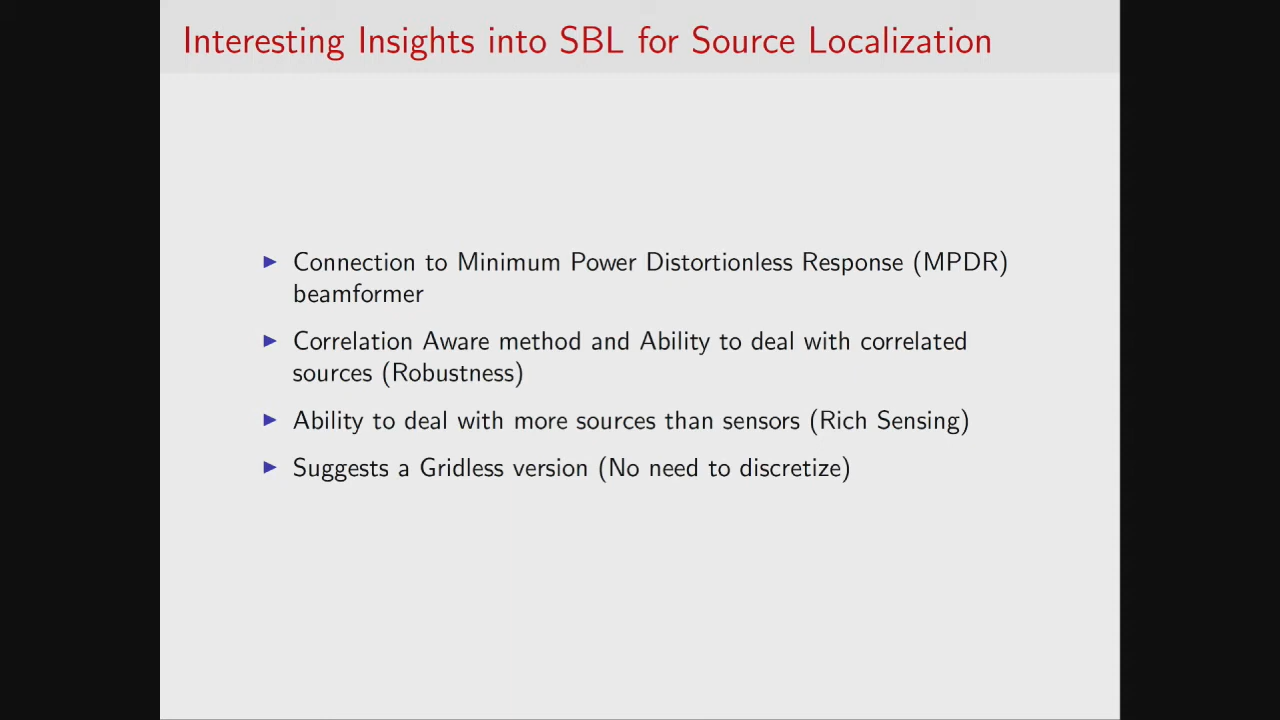 Interesting Insights into SBL for Source Localization
▶ Connection to Minimum Power Distortionless Response (MPDR)
beamformer
▶ Correlation Aware method and Ability to deal with correlated
sources (Robustness)
▶ Ability to deal with more sources than sensors (Rich Sensing)
▶ Suggests a Gridless version (No need to discretize)